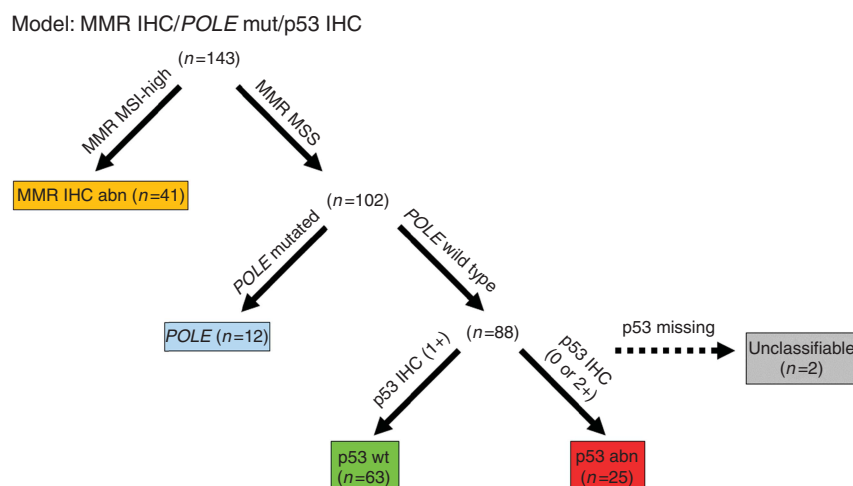 Model: MMR IHC/POLE mut/p53 IHC
(n=143)
MMR MSI-high
MMR MSS
MMR IHC abn (n=41)
(n=102)
POLE mutated
POLE wild type
POLE (n=12)
(n=88)
p53 missing
Unclassifiable
(n=2)
p53 IHC (1+)
p53 IHC
(0 or 2+)
p53 wt
(n=63)
p53 abn
(n=25)